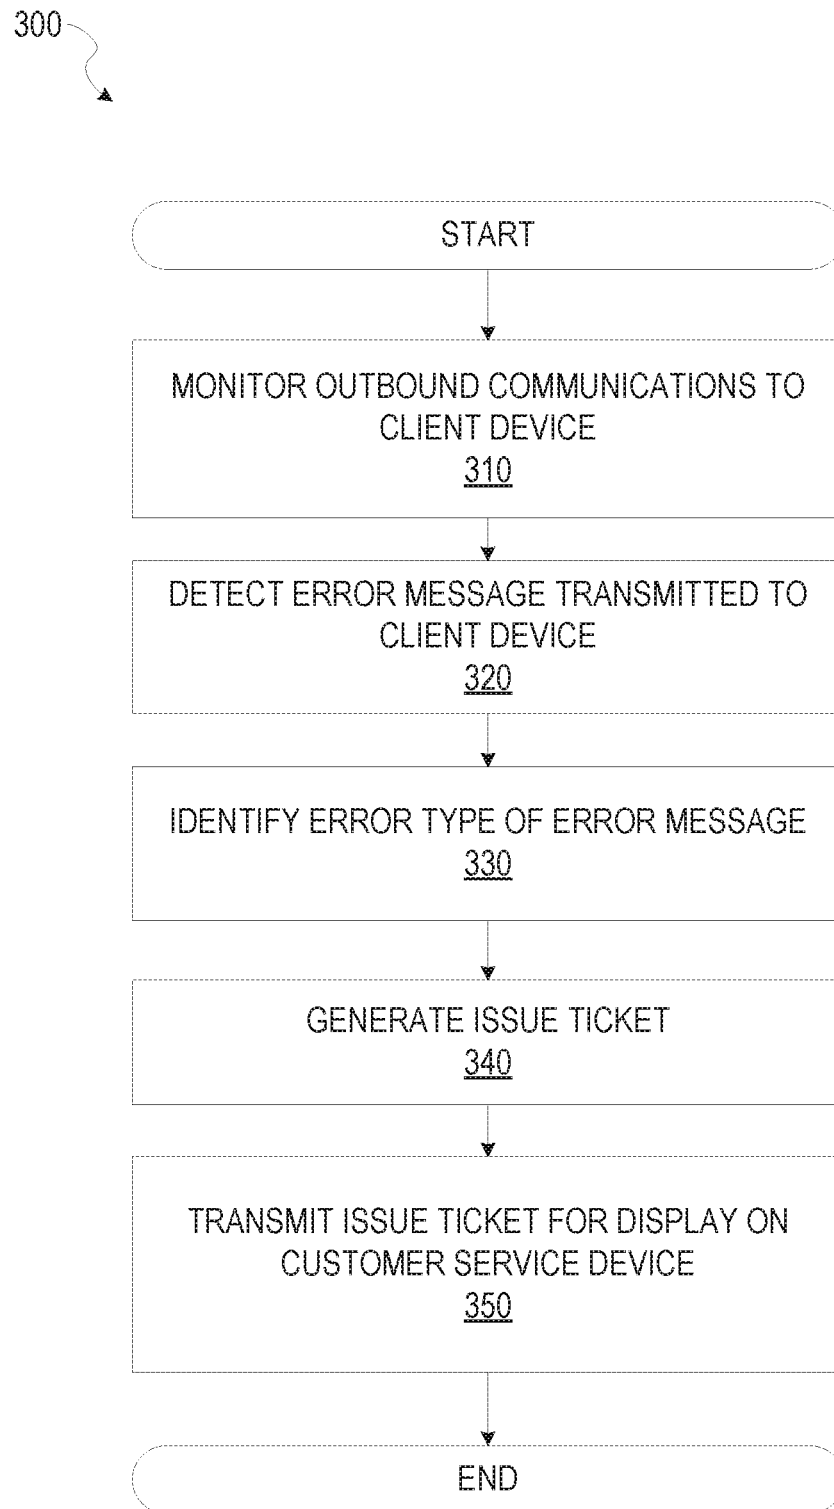 300
START
MONITOR OUTBOUND COMMUNICATIONS TO
CLIENT DEVICE
310
DETECT ERROR MESSAGE TRANSMITTED TO
CLIENT DEVICE
320
IDENTIFY ERROR TYPE OF ERROR MESSAGE
330
GENERATE ISSUE TICKET
340
TRANSMIT ISSUE TICKET FOR DISPLAY ON
CUSTOMER SERVICE DEVICE
350
END